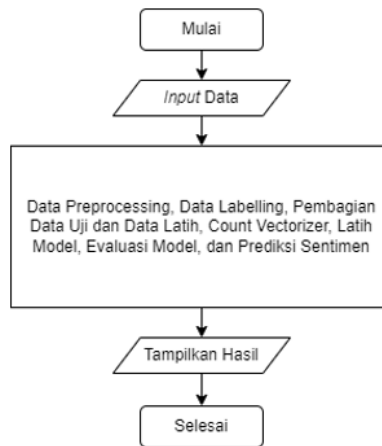 Mulai
Input Data
Data Preprocessing, Data Labelling, Pembagian
Data Uji dan Data Latih, Count Vectorizer, Latih
Model, Evaluasi Model, dan Prediksi Sentimen
Tampilkan Hasil
Selesai